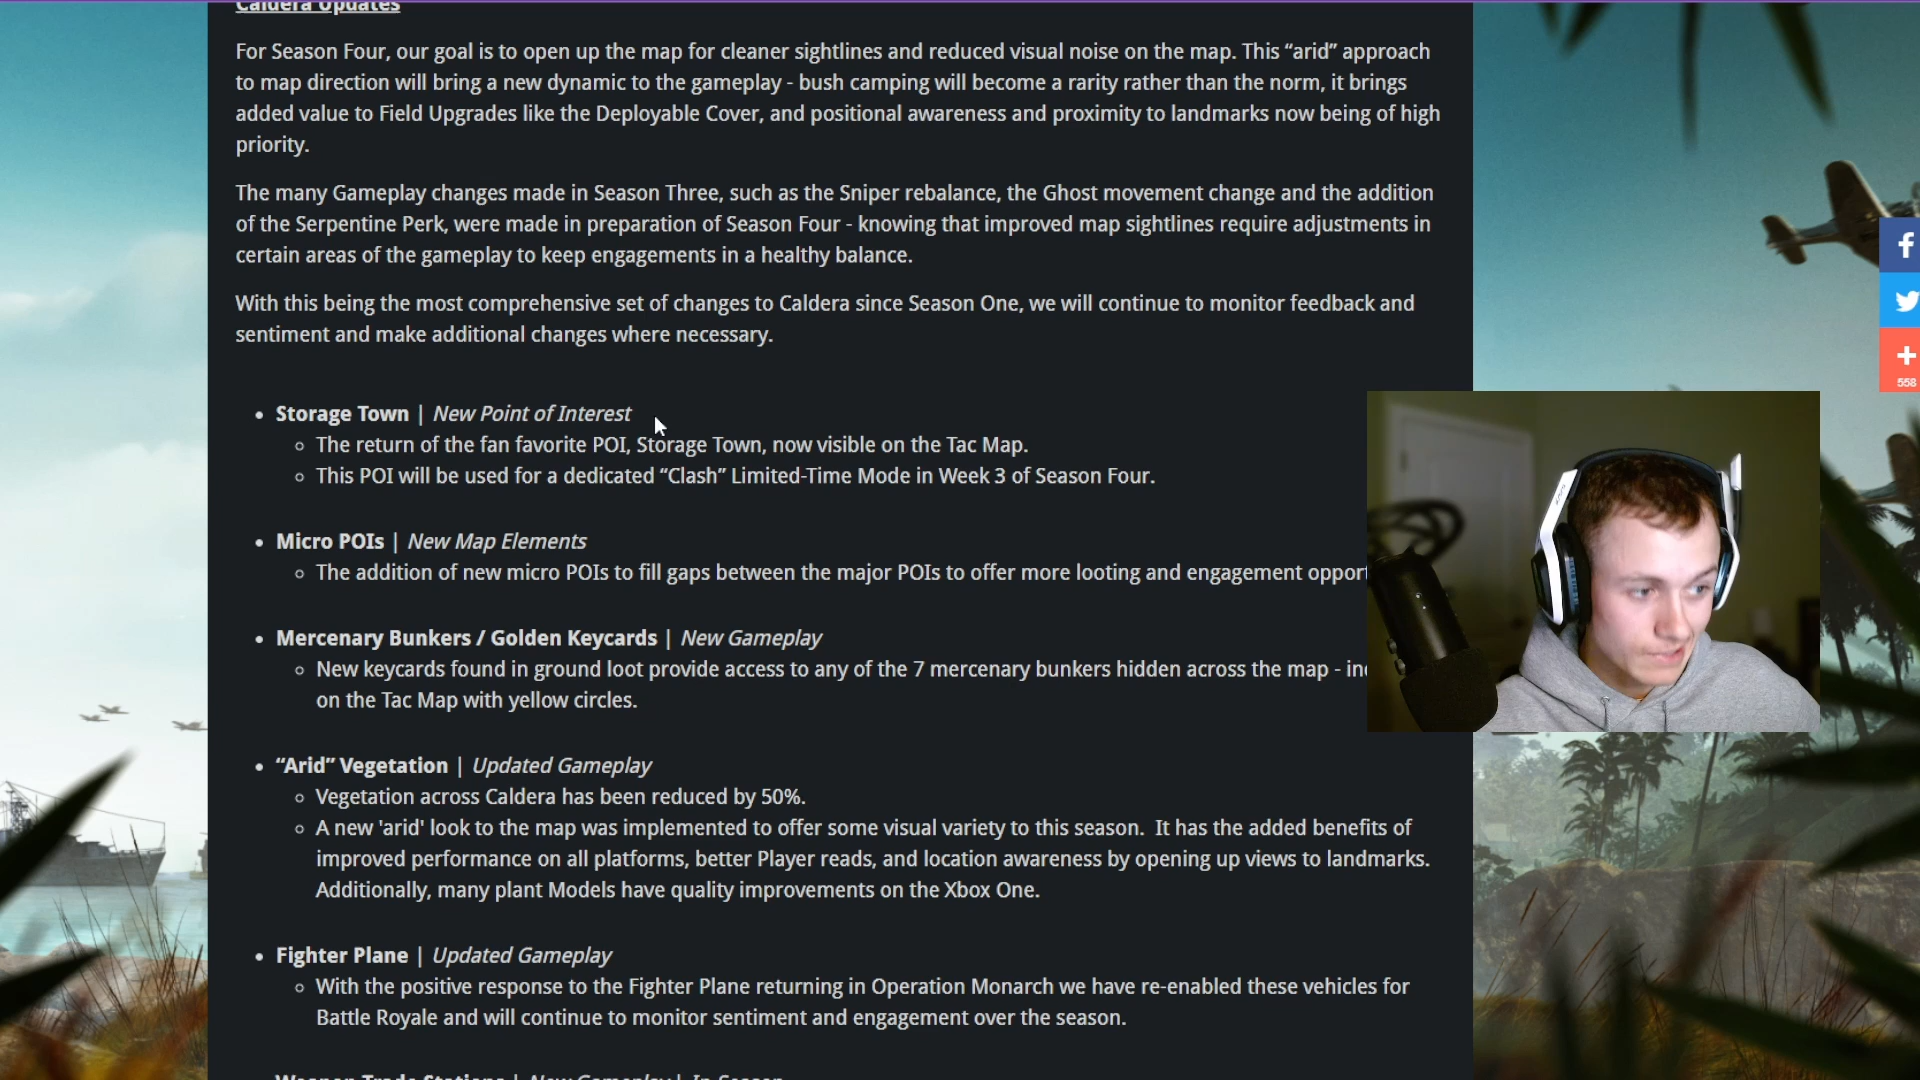 Caldera Updates
For Season Four, our goal is to open up the map for cleaner sightlines and reduced visual noise on the map. This “arid” approach
to map direction will bring a new dynamic to the gameplay - bush camping will become a rarity rather than the norm, it brings
added value to Field Upgrades like the Deployable Cover, and positional awareness and proximity to landmarks now being of high
priority.
The many Gameplay changes made in Season Three, such as the Sniper rebalance, the Ghost movement change and the addition
of the Serpentine Perk, were made in preparation of Season Four - knowing that improved map sightlines require adjustments in
certain areas of the gameplay to keep engagements in a healthy balance.
With this being the most comprehensive set of changes to Caldera since Season One, we will continue to monitor feedback and
sentiment and make additional changes where necessary.
558
Storage Town | New Point of Interest
The return of the fan favorite POI, Storage Town, now visible on the Tac Map.
This POI will be used for a dedicated “Clash” Limited-Time Mode in Week 3 of Season Four.
Micro POIs | New Map Elements
The addition of new micro POIs to fill gaps between the major POIs to offer more looting and engagement
Mercenary Bunkers / Golden Keycards | New Gameplay
New keycards found in ground loot provide access to any of the 7 mercenary bunkers hidden across the map -
on the Tac Map with yellow circles.
“Arid” Vegetation | Updated Gameplay
Vegetation across Caldera has been reduced by 50%.
A new 'arid' look to the map was implemented to offer some visual variety to this season. It has the added benefits of
improved performance on all platforms, better Player reads, and location awareness by opening up views to landmarks.
Additionally, many plant Models have quality improvements on the Xbox One.
Fighter Plane | Updated Gameplay
With the positive response to the Fighter Plane returning in Operation Monarch we have re-enabled these vehicles for
Battle Royale and will continue to monitor sentiment and engagement over the season.
Weapon Trade Stations | New Gameplay | In-Season